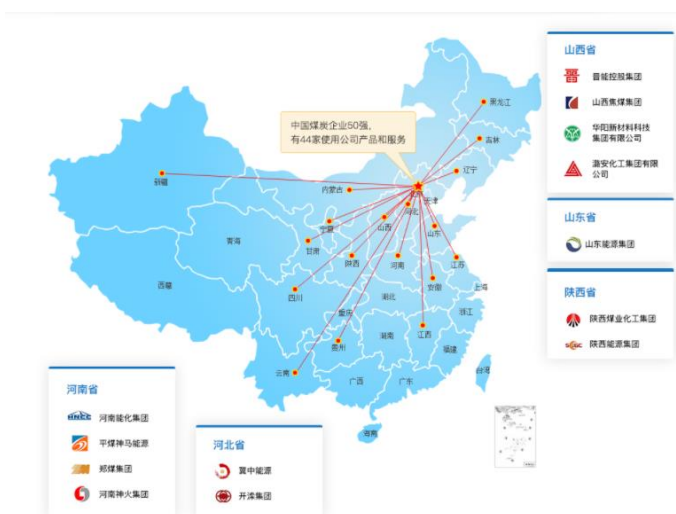 山西省
晋能控股集团
山西焦煤集团
华阳新材料科技
集团有限公司
潞安化工集团有限
公司
山东省
山东能源集团
陕西省
陕西煤业化工集团
陕西能源集团
中国煤炭企业50强,
有44家使用公司产品和服务
黑龙江
吉林
辽宁
新疆
内蒙古
天津
河北
宁夏
山西
山东
青海
甘肃
陕西
河南
江苏
西藏
四川
安徽
上海
湖北
重庆
浙江
湖南
江西
贵州
福建
云南
台湾
广西
广东
海南
河南省
HNEC
河南能化集团
平煤神马能源
郑煤集团
河南神火集团
河北省
冀中能源
开滦集团